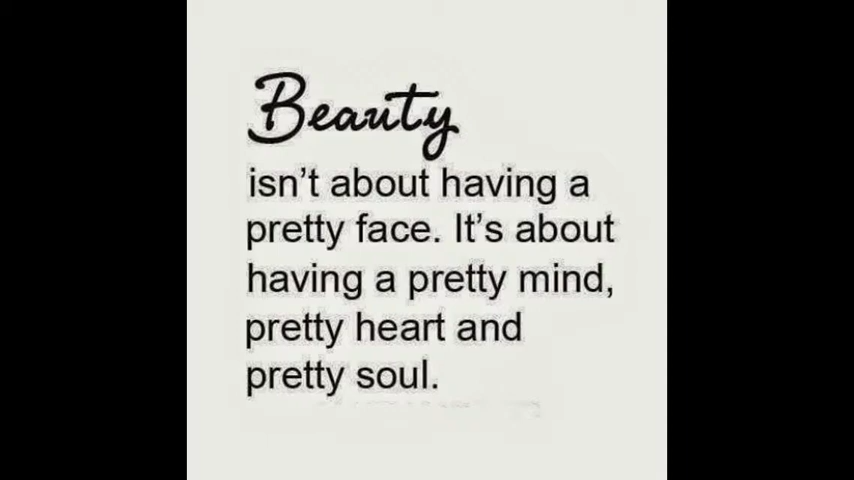 Beauty
isn't about having a
pretty face. It's about
having a pretty mind,
pretty heart and
pretty soul.